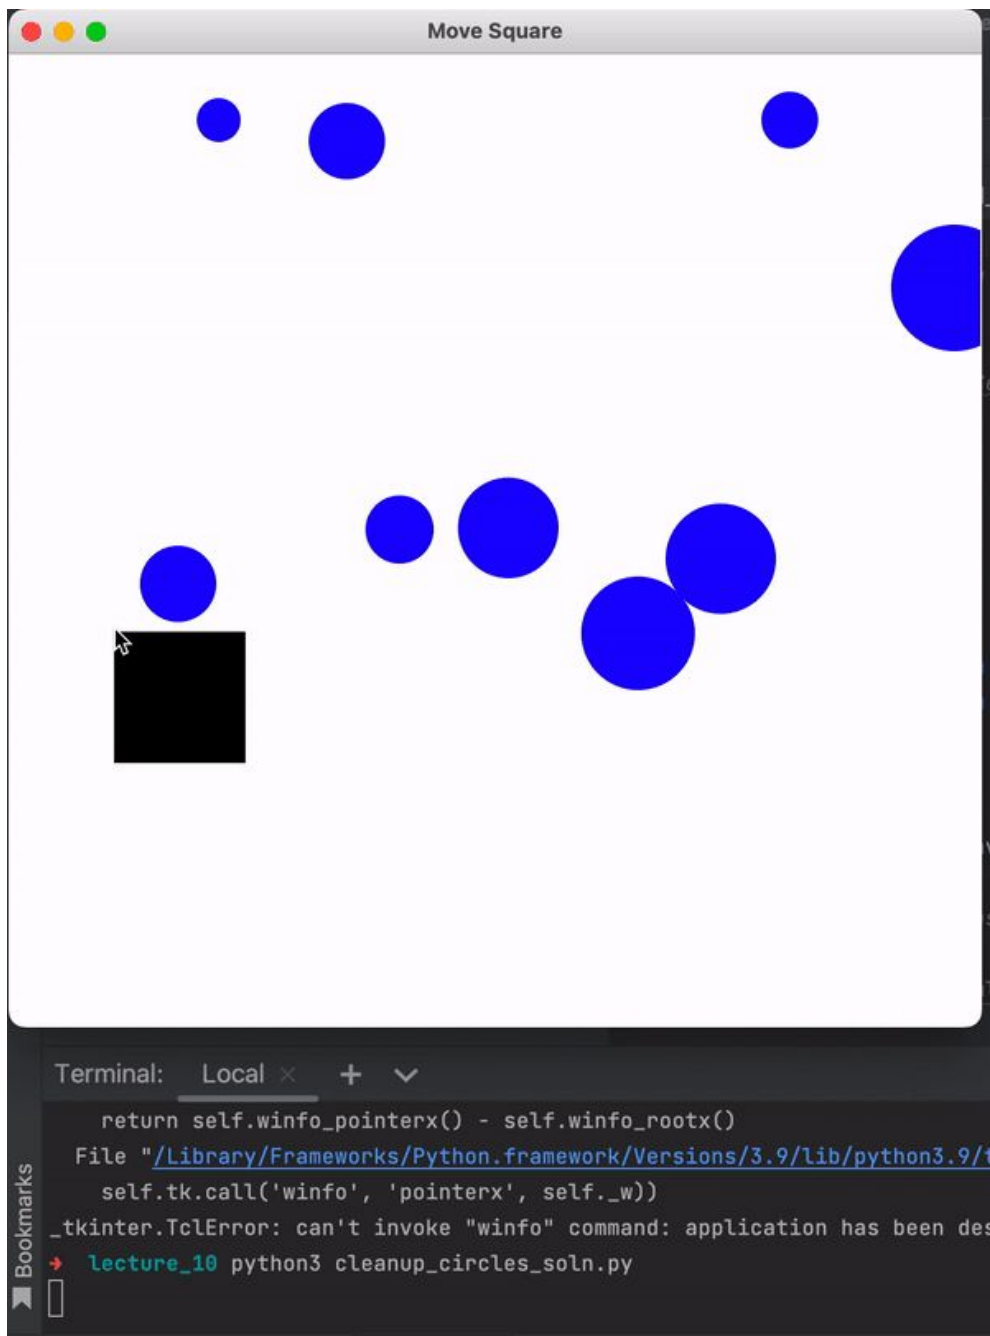 Move Square
Terminal: Local × + 
return self.winfo_pointerx() - self.winfo_rootx()
File "/Library/Frameworks/Python.framework/Versions/3.9/lib/python3.9/
self.tk.call('winfo', 'pointerx', self._w))
_tkinter.TclError: can't invoke "winfo" command: application has been
→ lecture_10 python3 cleanup_circles_soln.py
Bookmarks